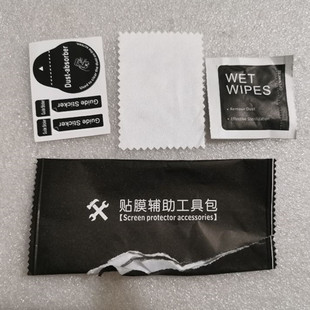 Dust-absorber
Guide Sticker
Guide Sticker
WET
WIPES
贴膜辅助工具包
【Screen protector accessories】